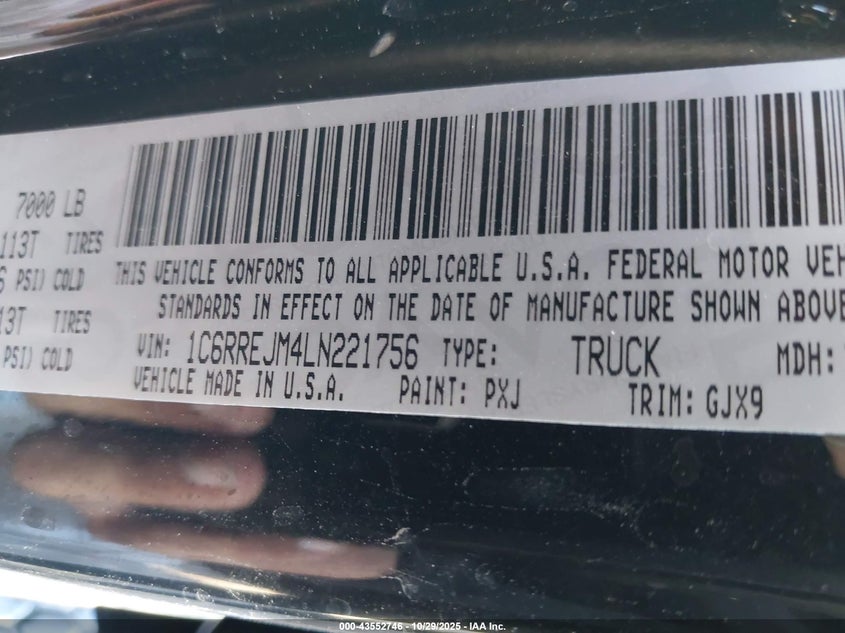 7000 LB
113T TIRES
PSI) COLD
13T TIRES
PSI) COLD
THIS VEHICLE CONFORMS TO ALL APPLICABLE U.S.A. FEDERAL MOTOR VEH
STANDARDS IN EFFECT ON THE DATE OF MANUFACTURE SHOWN ABOVE
VIN: 1C6RREJM4LN221756 TYPE: TRUCK MDH:
VEHICLE MADE IN U.S.A. PAINT: PXJ TRIM: GJX9
000-43552746 - 10/29/2025 - IAA Inc.